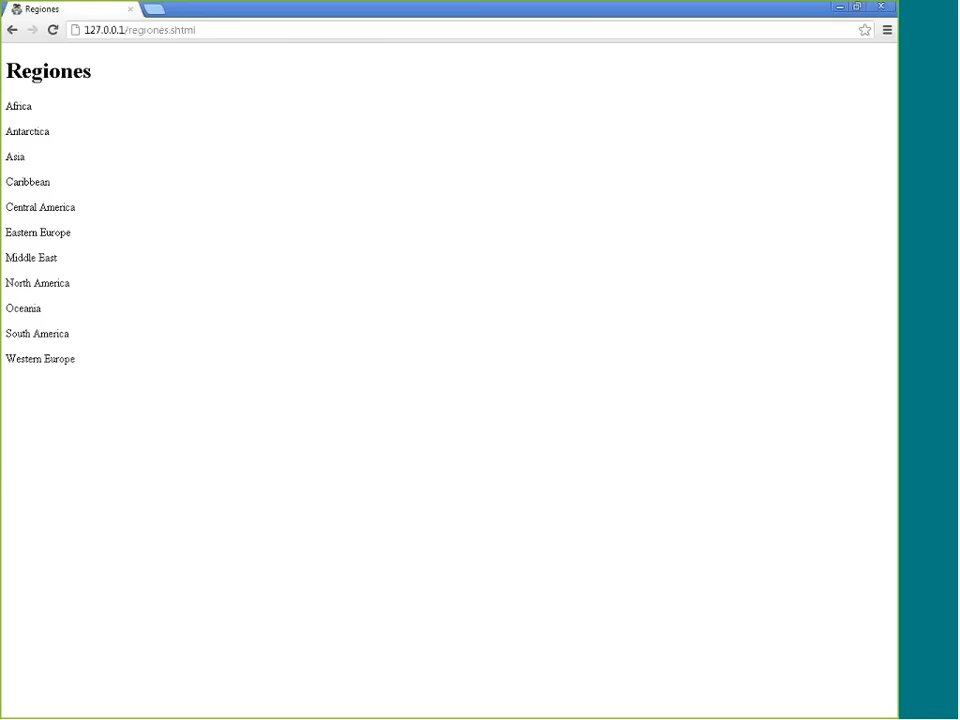 Regiones
127.0.0.1/regiones.shtml
Regiones
Africa
Antarctica
Asia
Caribbean
Central America
Eastern Europe
Middle East
North America
Oceania
South America
Western Europe